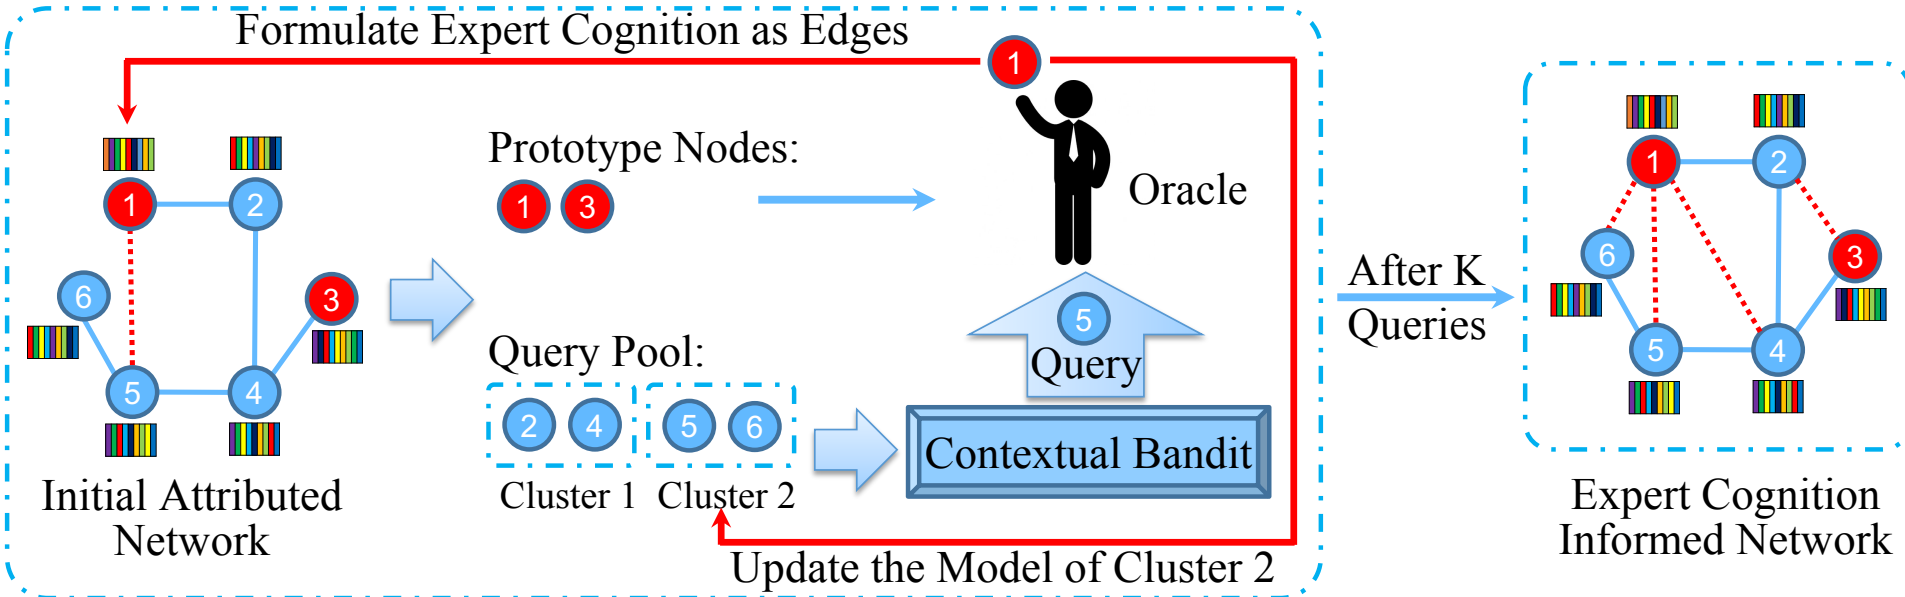 Formulate Expert Cognition as Edges
1
1
2
6
3
5
4
Initial Attributed
Network
Prototype Nodes:
1 3
Oracle
Query Pool:
2 4 5 6
Cluster 1 Cluster 2
5
Query
Contextual Bandit
Update the Model of Cluster 2
After K
Queries
1
2
6
3
5
4
Expert Cognition
Informed Network